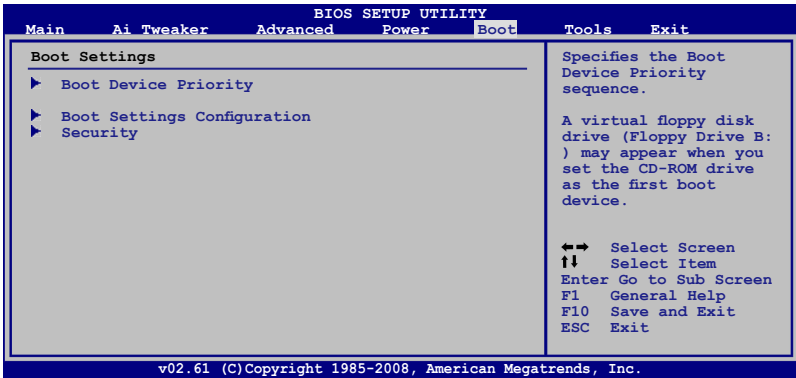 BIOS SETUP UTILITY
Main Ai Tweaker Advanced Power Boot Tools Exit
Boot Settings
Boot Device Priority
Boot Settings Configuration
Security
Specifies the Boot
Device Priority
sequence.
A virtual floppy disk
drive (Floppy Drive B:
) may appear when you
set the CD-ROM drive
as the first boot
device.
←→ Select Screen
↑↓ Select Item
Enter Go to Sub Screen
F1 General Help
F10 Save and Exit
ESC Exit
v02.61 (C)Copyright 1985-2008, American Megatrends, Inc.